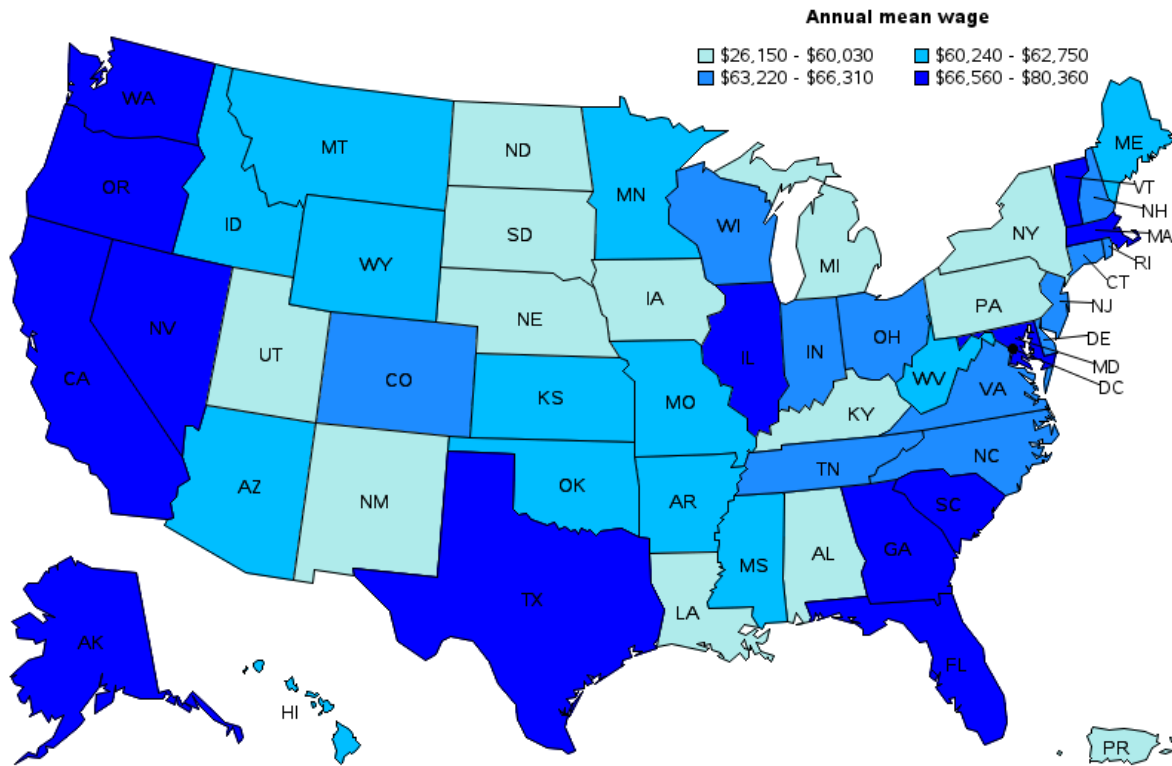 Annual mean wage
$26,150 - $60,030 $60,240 - $62,750
$63,220 - $66,310 $66,560 - $80,360
WA
MT
ND
ME
OR
MN
VT
ID
SD
WI
NH
WY
NY
MA
MI
RI
IA
CT
NE
PA
NJ
NV
UT
IL
IN
OH
DE
CA
CO
MD
WV
DC
KS
MO
VA
KY
NC
TN
AZ
NM
OK
AR
SC
GA
MS
AL
TX
LA
AK
FL
HI
PR